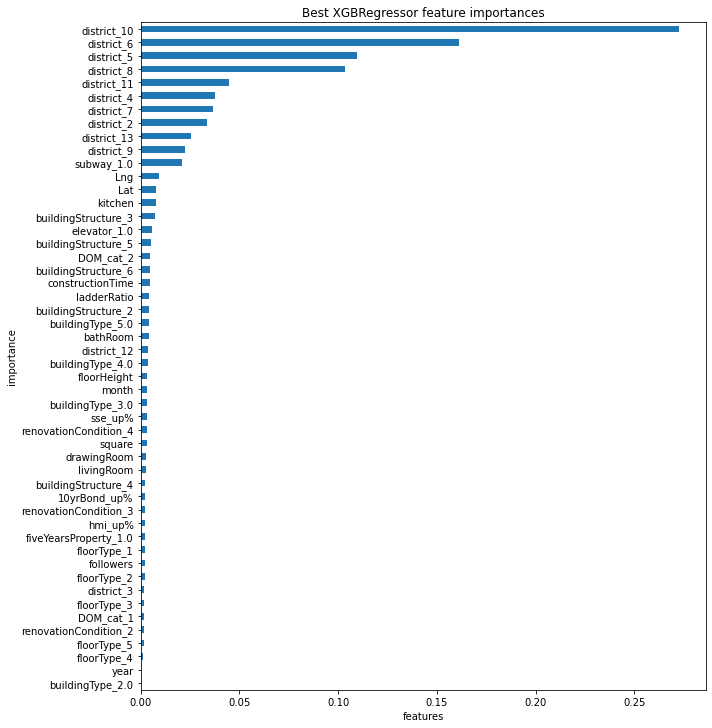 Best XGBRegressor feature importances
district_10
district_6
district_5
district_8
district_11
district_4
district_7
district_2
district_13
district_9
subway_1.0
Lng
Lat
kitchen
buildingStructure_3
elevator_1.0
buildingStructure_5
DOM_cat_2
buildingStructure_6
constructionTime
ladderRatio
buildingStructure_2
buildingType_5.0
bathRoom
district_12
buildingType_4.0
floorHeight
month
buildingType_3.0
sse_up%
renovationCondition_4
square
drawingRoom
livingRoom
buildingStructure_4
10yrBond_up%
renovationCondition_3
hmi_up%
fiveYearsProperty_1.0
floorType_1
followers
floorType_2
district_3
floorType_3
DOM_cat_1
renovationCondition_2
floorType_5
floorType_4
year
buildingType_2.0
importance
0.00 0.05 0.10 0.15 0.20 0.25
features